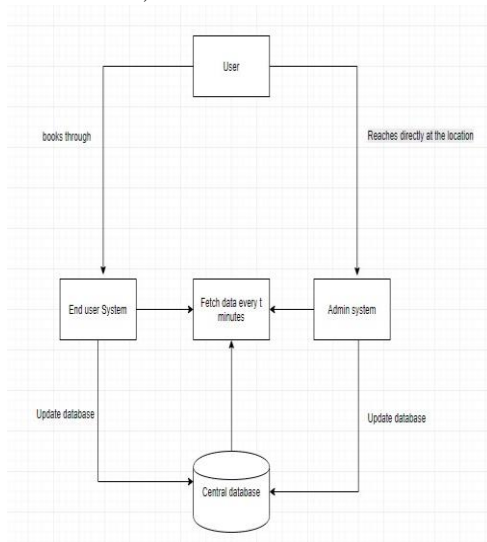 User
books through
Reaches directly at the location
End user System
Fetch data every t
minutes
Admin system
Update database
Update database
Central database